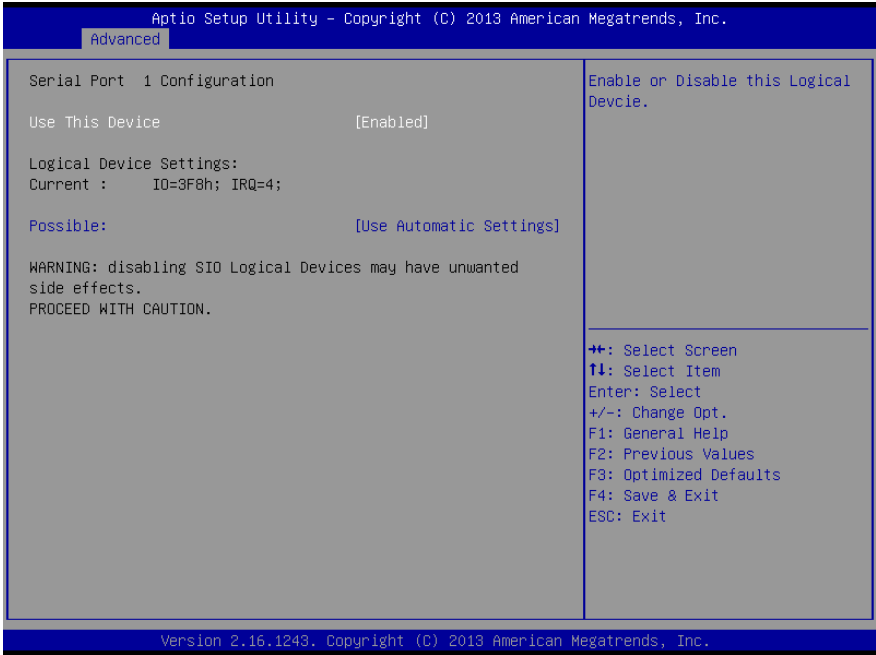 Aptio Setup Utility – Copyright (C) 2013 American Megatrends, Inc.
Advanced
Serial Port  1 Configuration
Use This Device [Enabled]
Logical Device Settings:
Current : IO=3F8h; IRQ=4;
Possible: [Use Automatic Settings]
WARNING: disabling SIO Logical Devices may have unwanted
side effects.
PROCEED WITH CAUTION.
Enable or Disable this Logical
Devcie.
→←: Select Screen
↑↓: Select Item
Enter: Select
+/-: Change Opt.
F1: General Help
F2: Previous Values
F3: Optimized Defaults
F4: Save & Exit
ESC: Exit
Version 2.16.1243. Copyright (C) 2013 American Megatrends, Inc.